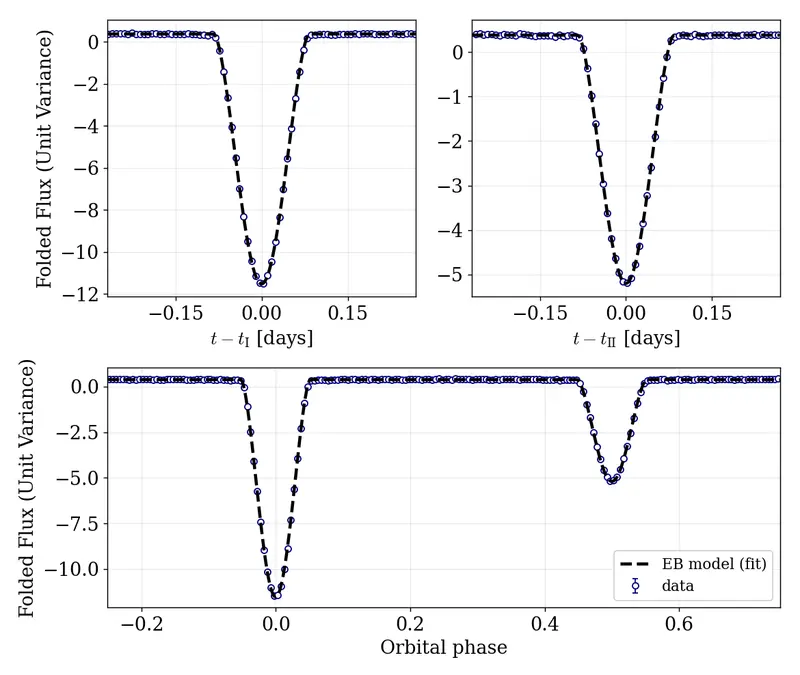 Folded Flux (Unit Variance)
0
−2
−4
−6
−8
−10
−12
−0.15 0.00 0.15
t − t_I [days]
0
−1
−2
−3
−4
−5
−0.15 0.00 0.15
t − t_II [days]
Folded Flux (Unit Variance)
0.0
−2.5
−5.0
−7.5
−10.0
−0.2 0.0 0.2 0.4 0.6
Orbital phase
EB model (fit)
data